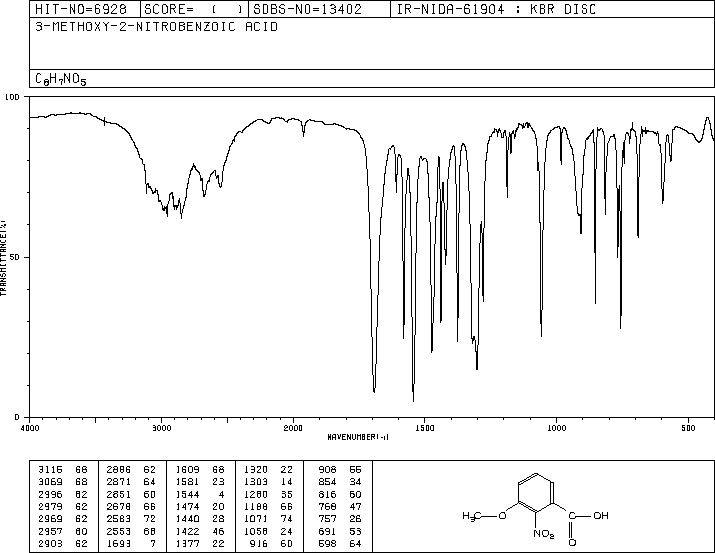 HIT-NO=6928 SCORE= ( ) SDBS-NO=13402 IR-NIDA-61904 : KBR DISC
3-METHOXY-2-NITROBENZOIC ACID
C8H7NO5
100
50
0
TRANSMITTANCE(%)
4000 3000 2000 1500 1000 500
WAVENUMBER(-1)
3115 68 2886 62 1609 68 1320 22 908 55
3069 68 2871 64 1581 23 1303 14 854 34
2996 62 2851 60 1544 4 1280 35 816 60
2979 62 2678 66 1474 20 1188 66 768 47
2969 62 2583 72 1440 28 1071 74 757 26
2957 60 2553 68 1422 46 1058 24 691 53
2903 62 1693 7 1377 22 916 60 598 64
H3C O NO2 C O OH